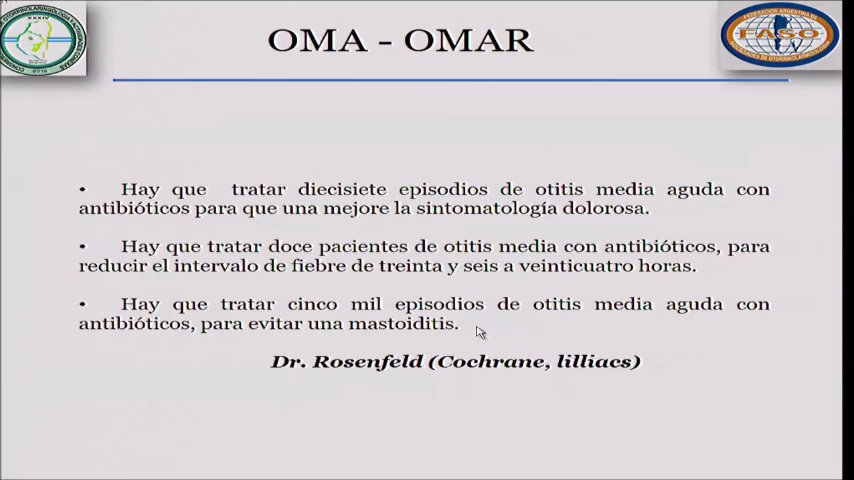 OMA - OMAR
XXXIV
2016
FASO
• Hay que tratar diecisiete episodios de otitis media aguda con
antibióticos para que una mejore la sintomatología dolorosa.
• Hay que tratar doce pacientes de otitis media con antibióticos, para
reducir el intervalo de fiebre de treinta y seis a veinticuatro horas.
• Hay que tratar cinco mil episodios de otitis media aguda con
antibióticos, para evitar una mastoiditis.
Dr. Rosenfeld (Cochrane, lilliacs)